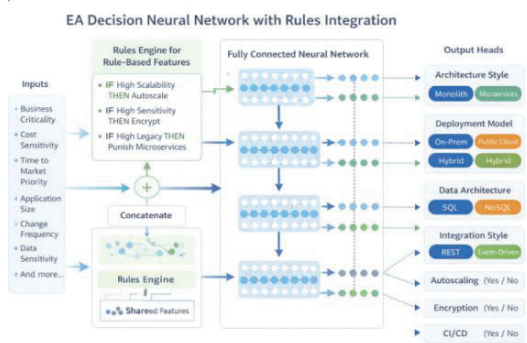 EA Decision Neural Network with Rules Integration
Inputs
Business
Criticality
Cost
Sensitivity
Time to
Market
Priority
Application
Size
Change
Frequency
Data
Sensitivity
And more...
Rules Engine for
Rule-Based Features
IF High Scalability
THEN Autoscale
IF High Sensitivity
THEN Encrypt
IF High Legacy THEN
Punish Microservices
+
Concatenate
Rules Engine
Shareed Features
Fully Connected Neural Network
Output Heads
Architecture Style
Monolith Microservices
Deployment Model
On-Prem Public Cloud
Hybrid Hybrid
Data Architecture
SQL NoSQL
Integration Style
REST Event-Driven
Autoscaling (Yes / No
Encryption (Yes / No
CI/CD (Yes / No